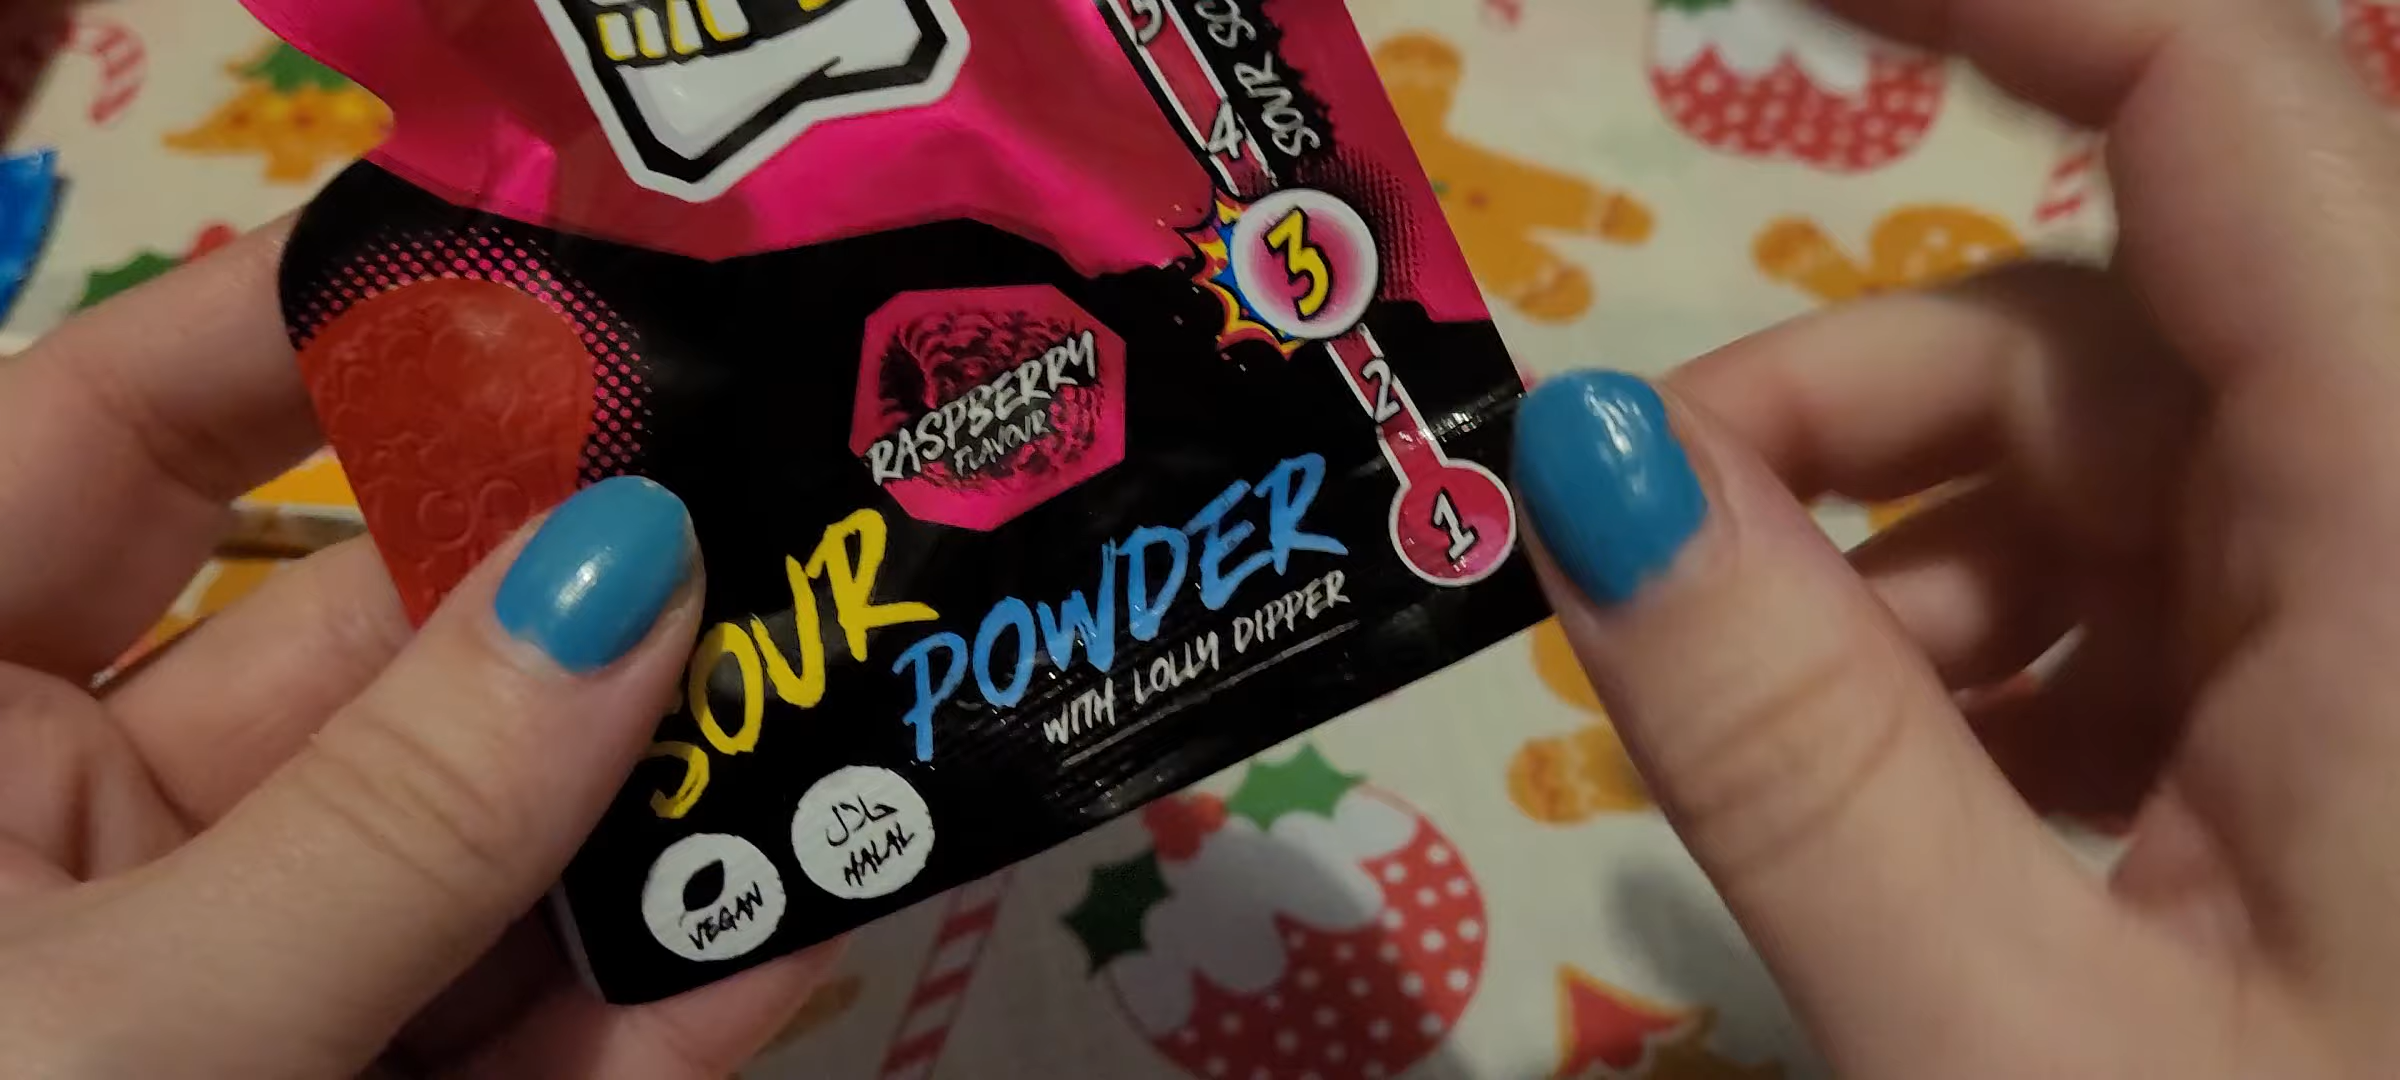 5
4
SOUR SC
3
2
1
RASPBERRY
FLAVOUR
SOUR
POWDER
WITH LOLLY DIPPER
حلال
HALAL
VEGAN